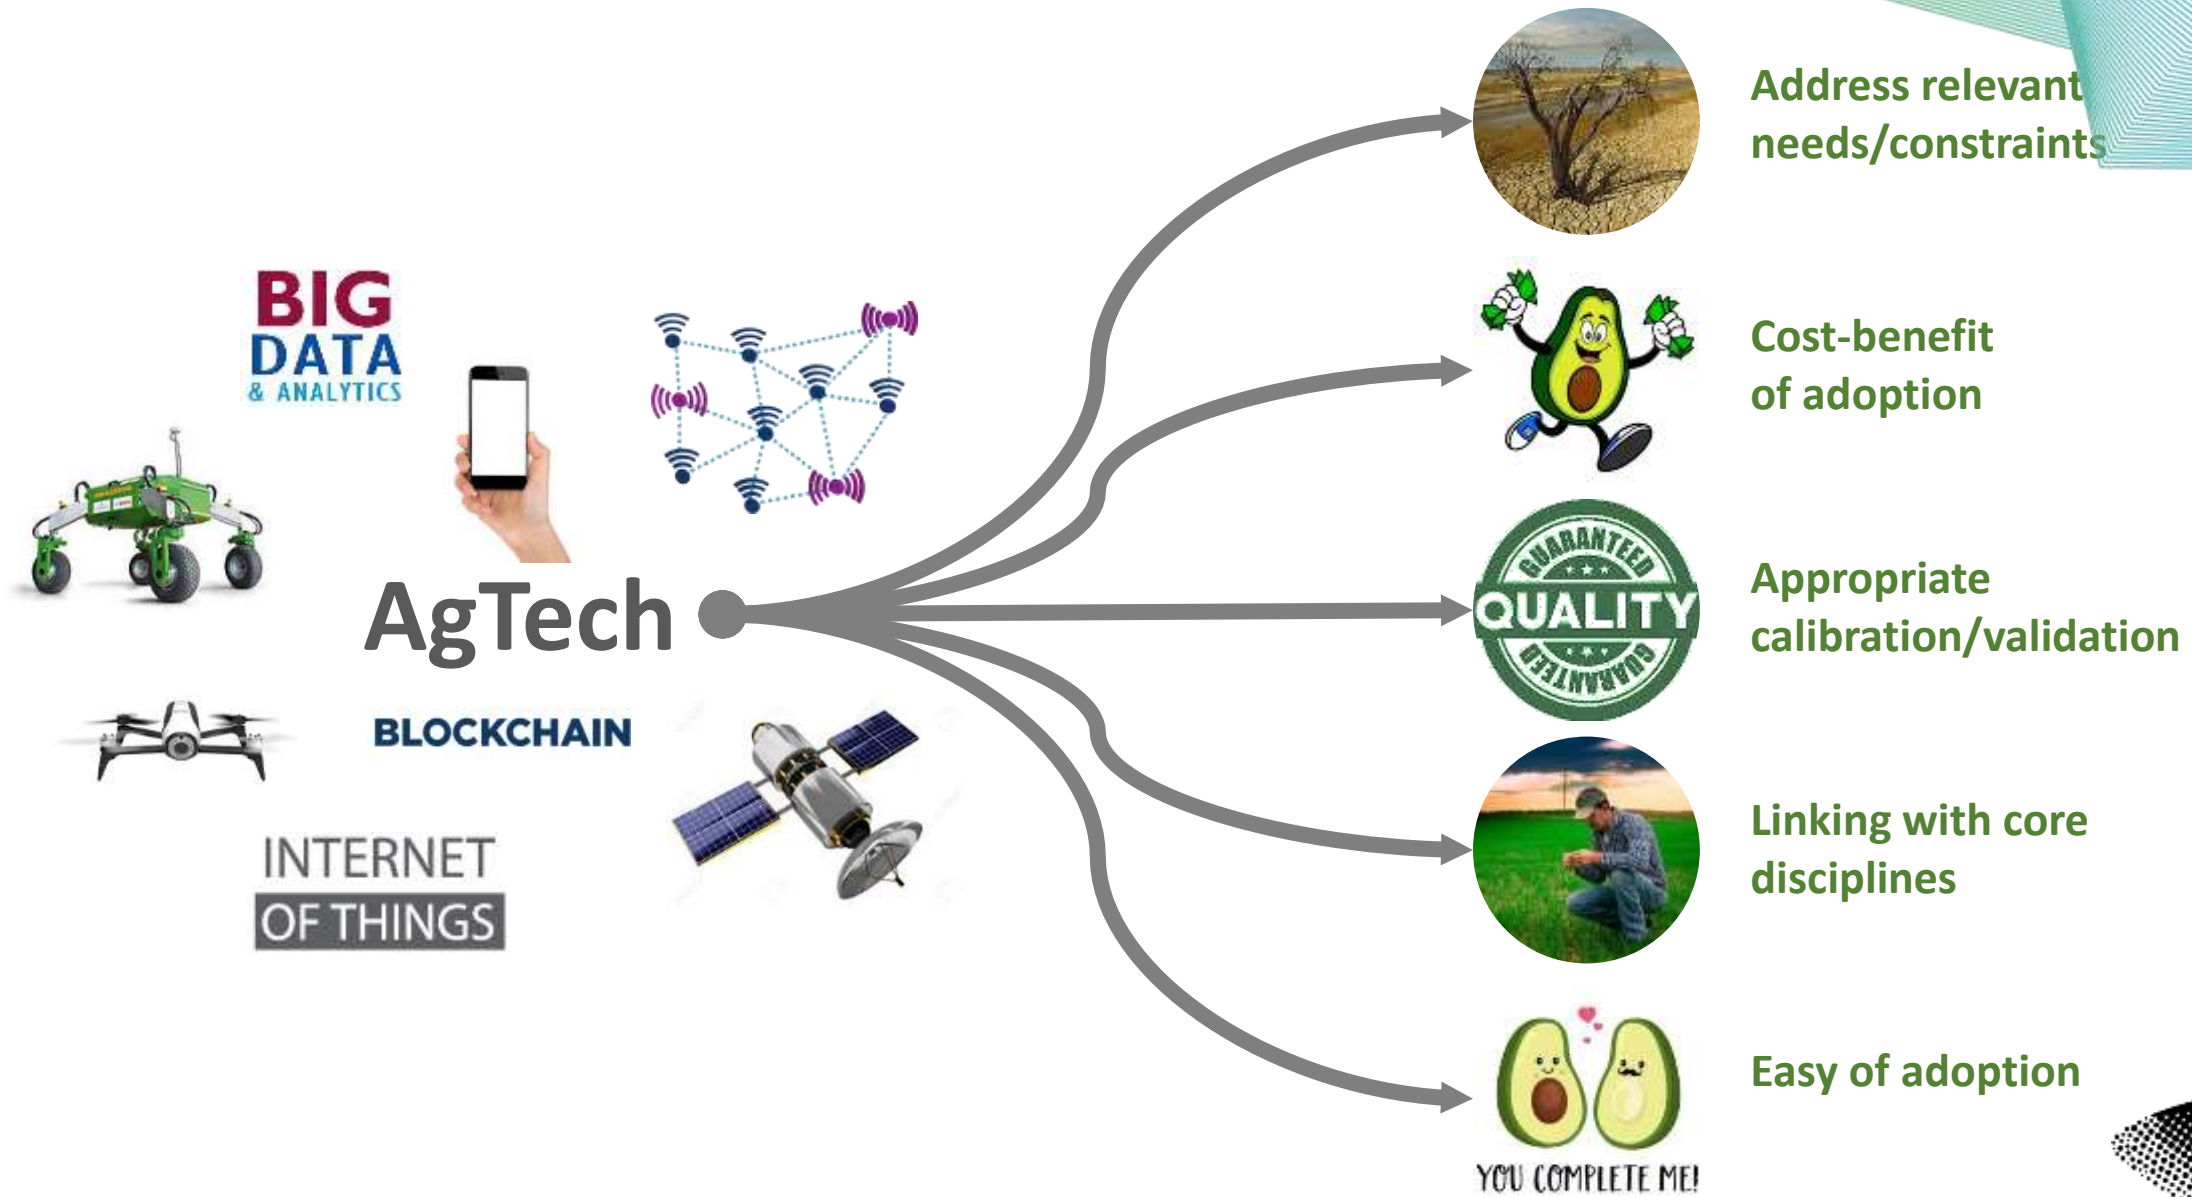 BIG
DATA
& ANALYTICS
AgTech
BLOCKCHAIN
INTERNET
OF THINGS
Address relevant
needs/constraints
Cost-benefit
of adoption
GUARANTEED
QUALITY
GUARANTEED
Appropriate
calibration/validation
Linking with core
disciplines
Easy of adoption
YOU COMPLETE ME!